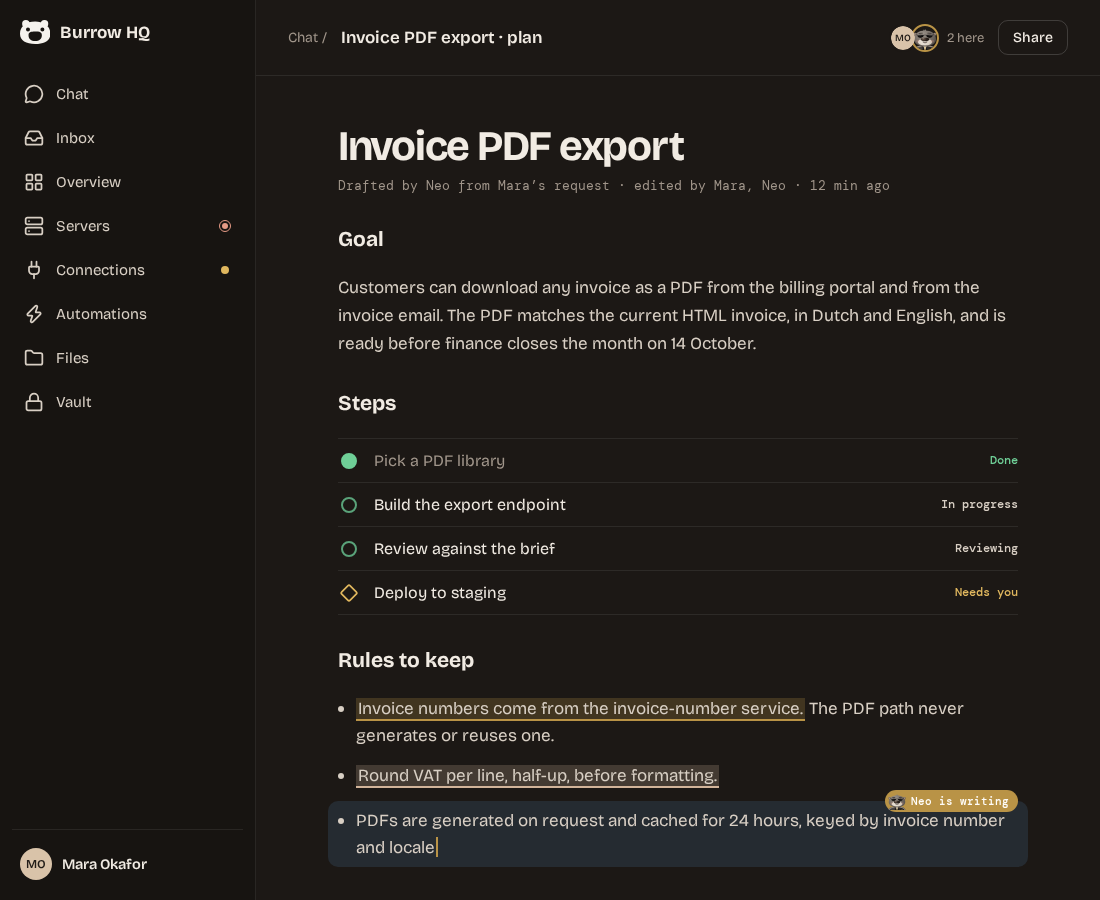 Burrow HQ
Chat
Inbox
Overview
Servers
Connections
Automations
Files
Vault
MO
Mara Okafor
Chat /
Invoice PDF export · plan
MO
2 here
Share
Invoice PDF export
Drafted by Neo from Mara’s request · edited by Mara, Neo · 12 min ago
Goal
Customers can download any invoice as a PDF from the billing portal and from the
invoice email. The PDF matches the current HTML invoice, in Dutch and English, and is
ready before finance closes the month on 14 October.
Steps
Pick a PDF library
Done
Build the export endpoint
In progress
Review against the brief
Reviewing
Deploy to staging
Needs you
Rules to keep
Invoice numbers come from the invoice-number service. The PDF path never
generates or reuses one.
Round VAT per line, half-up, before formatting.
Neo is writing
PDFs are generated on request and cached for 24 hours, keyed by invoice number
and locale